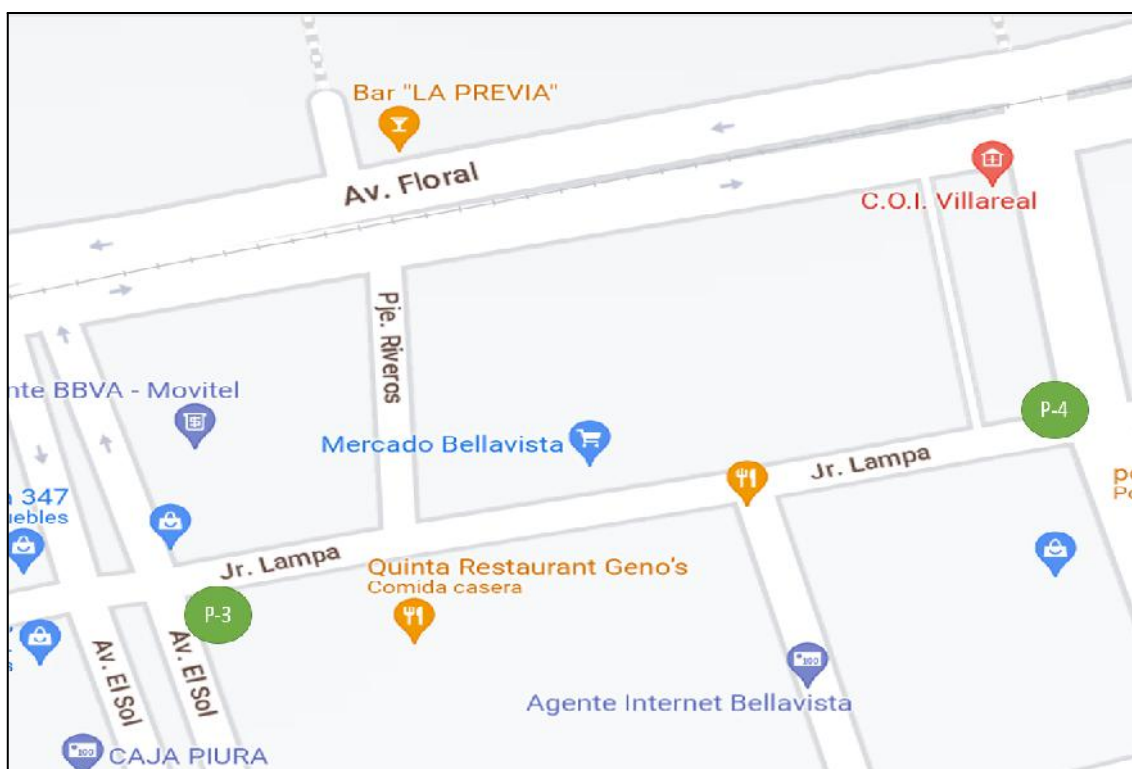 Bar "LA PREVIA"
Av. Floral
C.O.I. Villareal
Pje. Riveros
nte BBVA - Movitel
P-4
Mercado Bellavista
Jr. Lampa
347
uebles
Jr. Lampa
Quinta Restaurant Geno's
Comida casera
P-3
Av. El Sol
Av. El Sol
Agente Internet Bellavista
CAJA PIURA